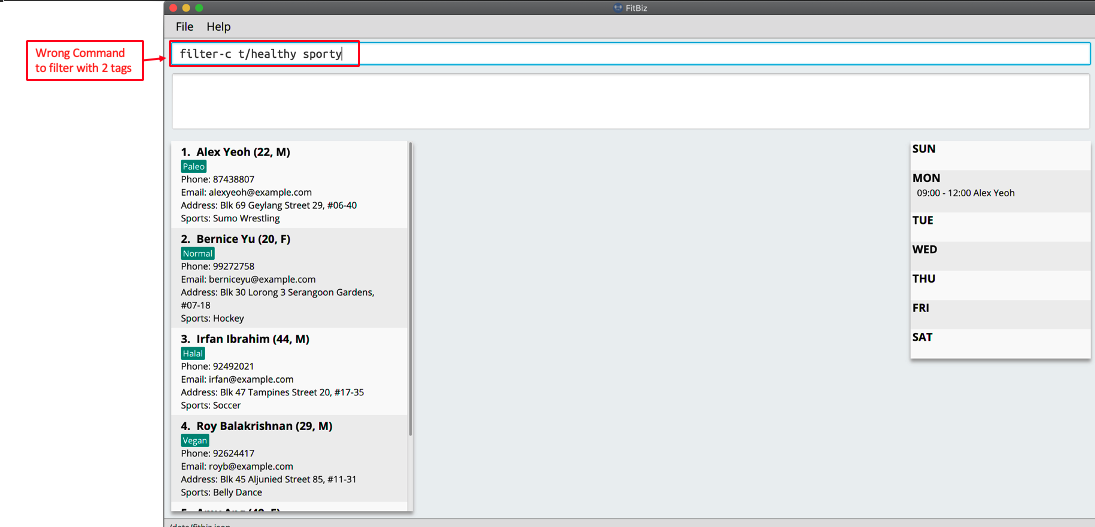 FitBiz
File Help
Wrong Command
to filter with 2 tags
filter-c t/healthy sporty
1. Alex Yeoh (22, M)
Paleo
Phone: 87438807
Email: alexyeoh@example.com
Address: Blk 69 Geylang Street 29, #06-40
Sports: Sumo Wrestling
2. Bernice Yu (20, F)
Normal
Phone: 99272758
Email: berniceyu@example.com
Address: Blk 30 Lorong 3 Serangoon Gardens,
#07-18
Sports: Hockey
3. Irfan Ibrahim (44, M)
Halal
Phone: 92492021
Email: irfan@example.com
Address: Blk 47 Tampines Street 20, #17-35
Sports: Soccer
4. Roy Balakrishnan (29, M)
Vegan
Phone: 92624417
Email: royb@example.com
Address: Blk 45 Aljunied Street 85, #11-31
Sports: Belly Dance
SUN
MON
09:00 - 12:00 Alex Yeoh
TUE
WED
THU
FRI
SAT